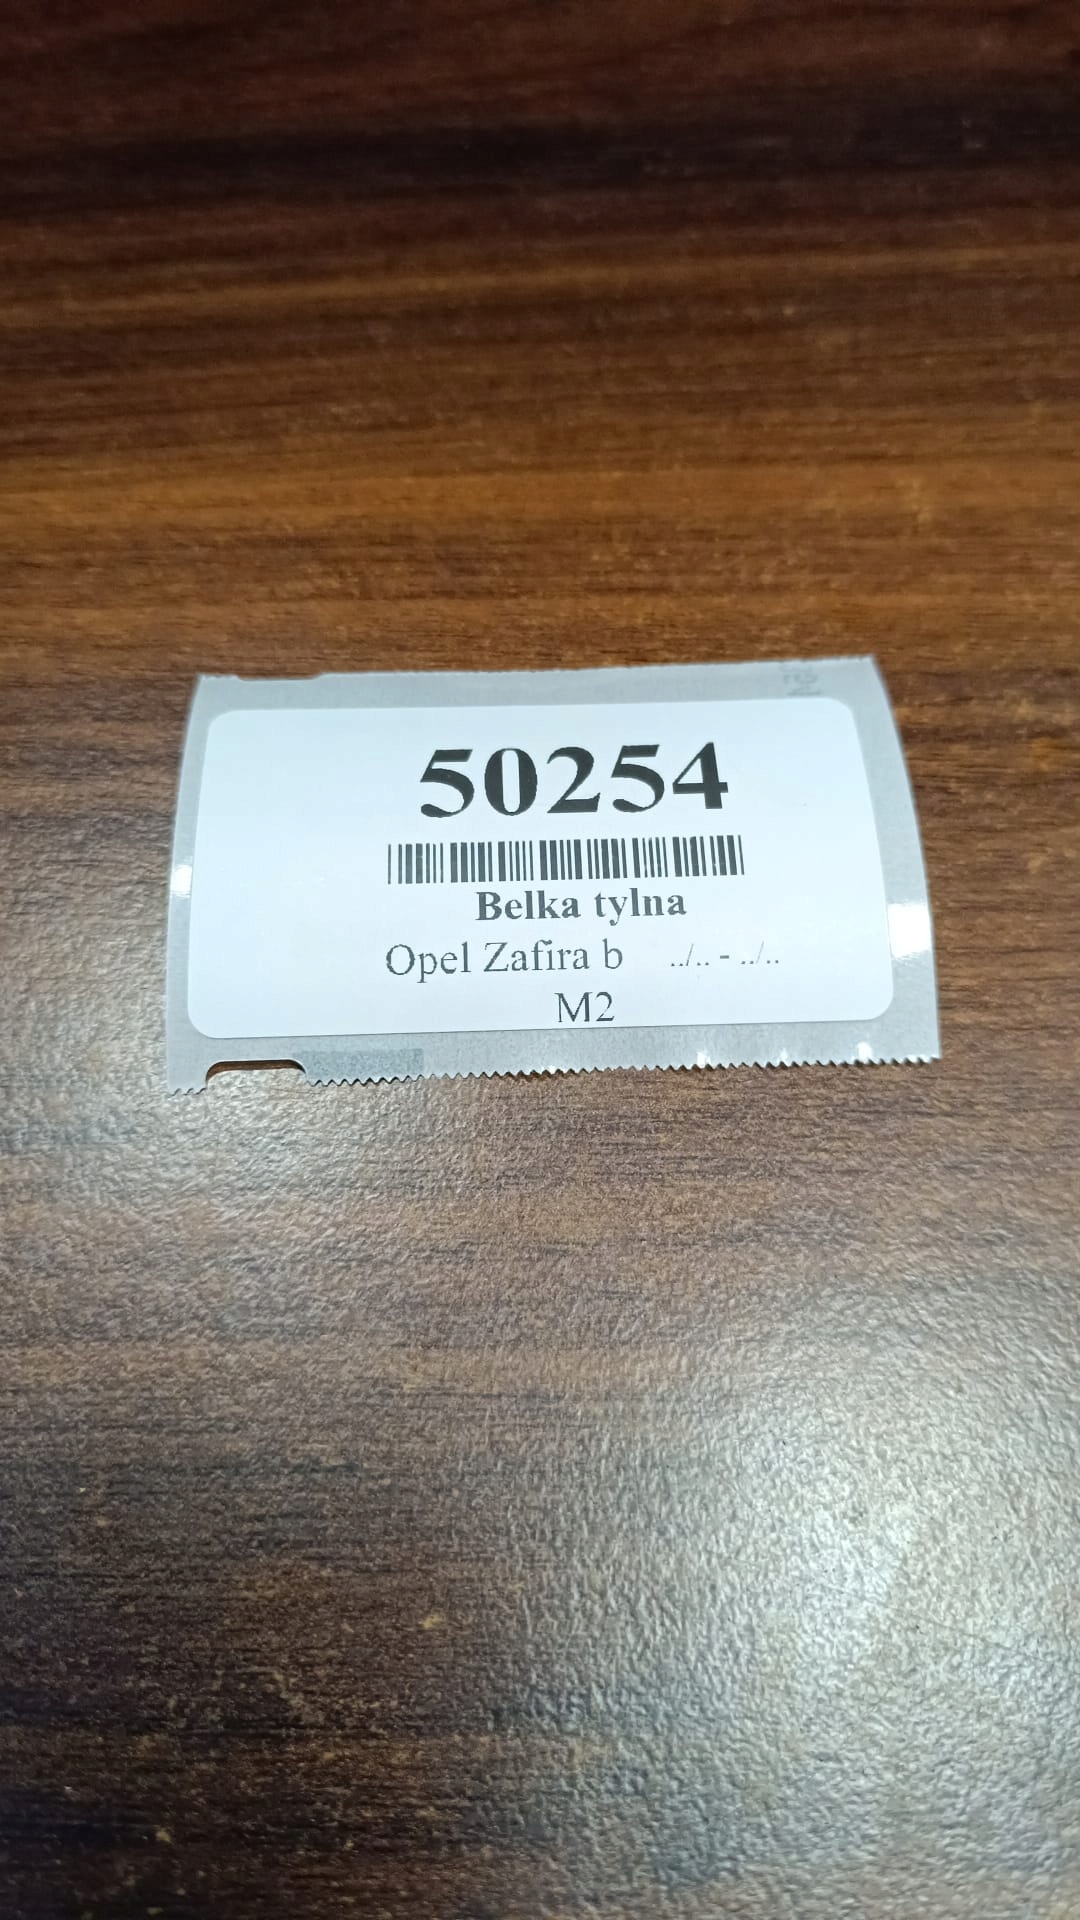 50254
Belka tylna
Opel Zafira b ../.. - ../..
M2